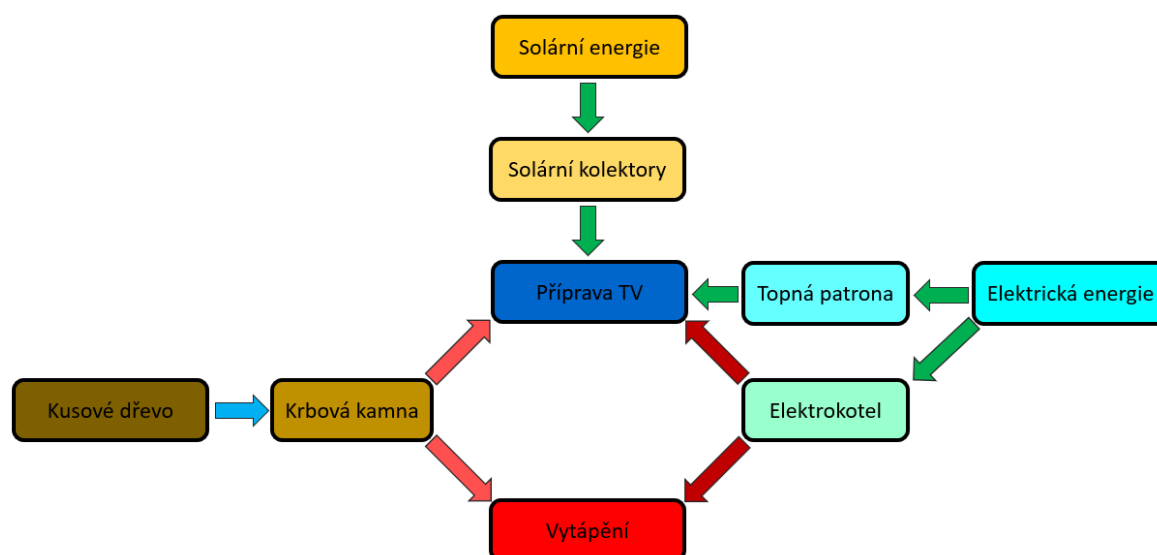 Solární energie
Solární kolektory
Příprava TV
Topná patrona
Elektrická energie
Kusové dřevo
Krbová kamna
Elektrokotel
Vytápění